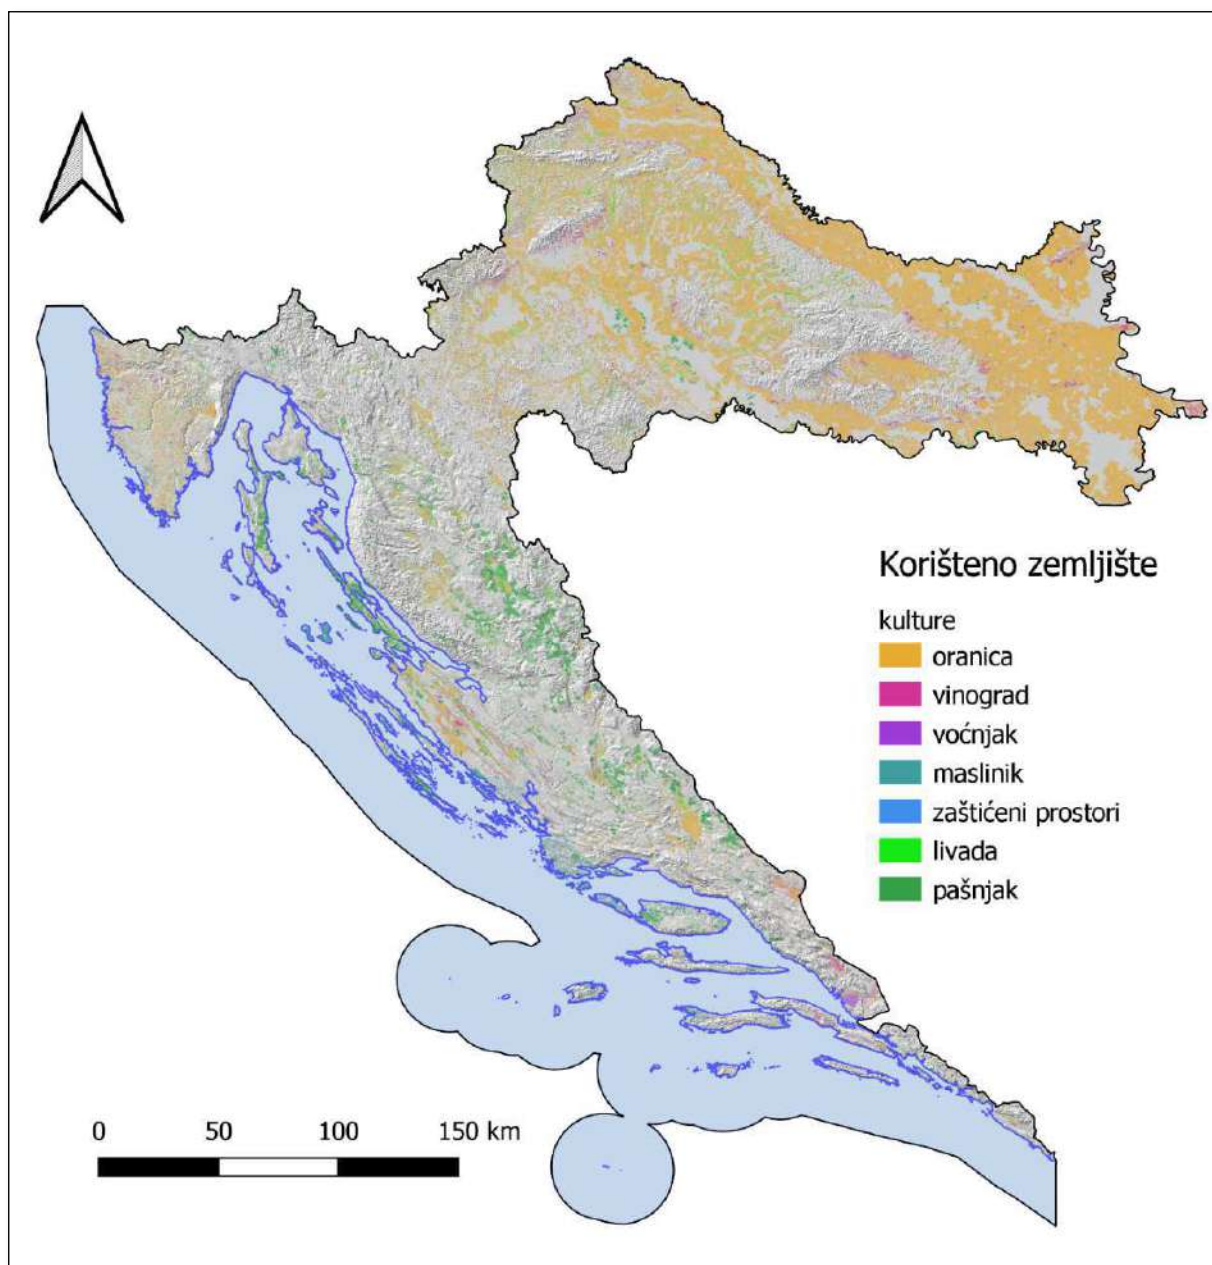 Korišteno zemljište
kulture
oranica
vinograd
voćnjak
maslinik
zaštićeni prostori
livada
pašnjak
0 50 100 150 km